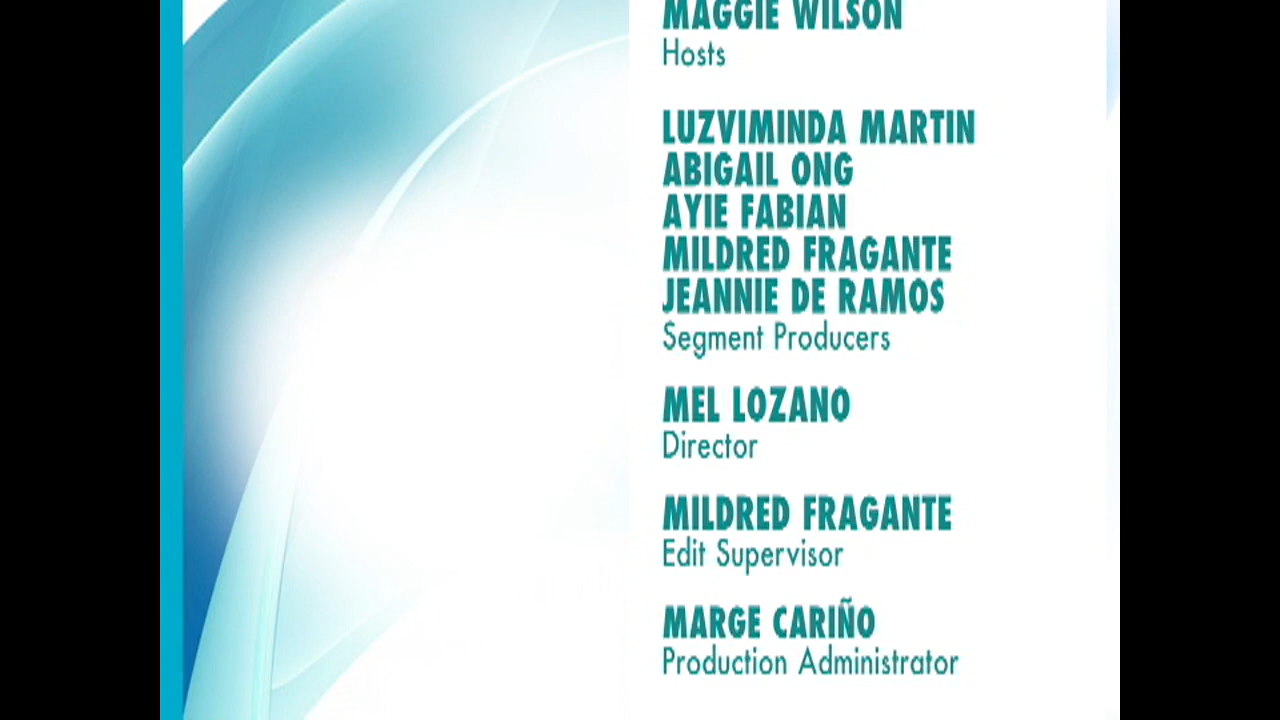 MAGGIE WILSON
Hosts
LUZVIMINDA MARTIN
ABIGAIL ONG
AYIE FABIAN
MILDRED FRAGANTE
JEANNIE DE RAMOS
Segment Producers
MEL LOZANO
Director
MILDRED FRAGANTE
Edit Supervisor
MARGE CARIÑO
Production Administrator